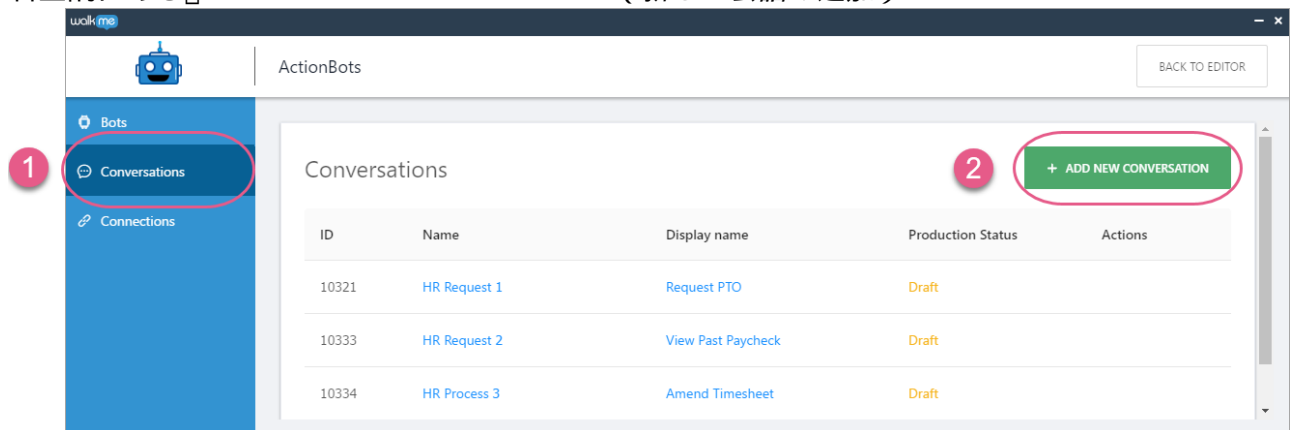 walkme
ActionBots
BACK TO EDITOR
Bots
1
Conversations
Connections
Conversations
2
+ ADD NEW CONVERSATION
ID Name Display name Production Status Actions
10321 HR Request 1 Request PTO Draft
10333 HR Request 2 View Past Paycheck Draft
10334 HR Process 3 Amend Timesheet Draft